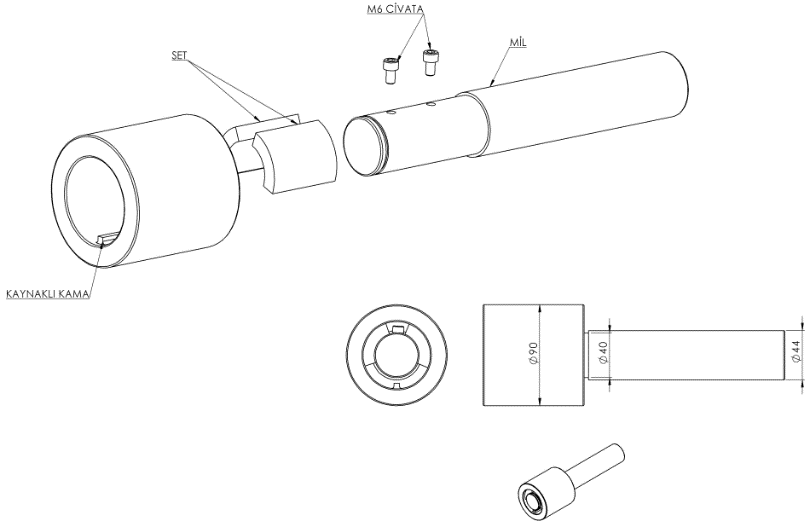 M6 CİVATA
MİL
SET
KAYNAKLI KAMA
Ø90
Ø40
Ø44